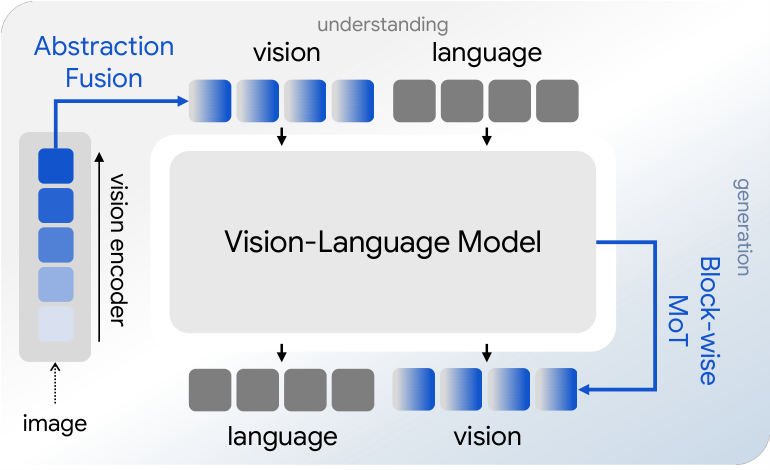 understanding
Abstraction
Fusion
vision
language
vision encoder
Vision-Language Model
generation
Block-wise
MoT
image
language
vision